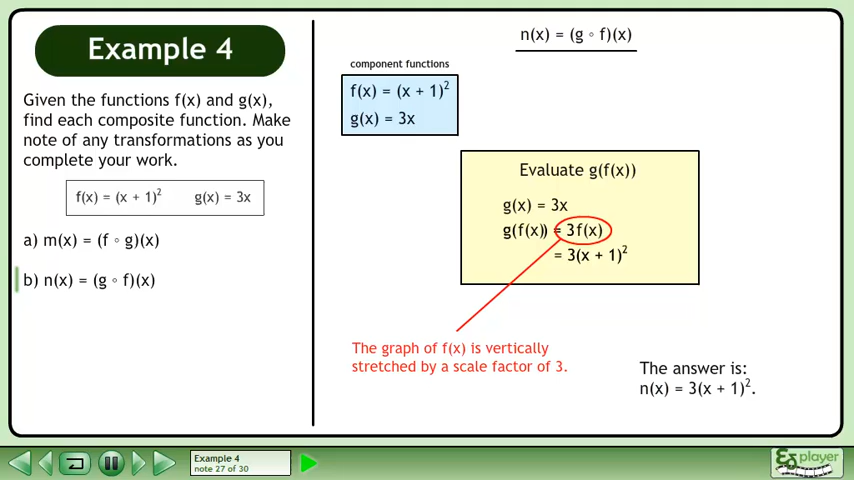 Example 4
Given the functions f(x) and g(x),
find each composite function. Make
note of any transformations as you
complete your work.
f(x) = (x + 1)²    g(x) = 3x
a) m(x) = (f ∘ g)(x)
b) n(x) = (g ∘ f)(x)
n(x) = (g ∘ f)(x)
component functions
f(x) = (x + 1)²
g(x) = 3x
Evaluate g(f(x))
g(x) = 3x
g(f(x)) = 3f(x)
= 3(x + 1)²
The graph of f(x) is vertically
stretched by a scale factor of 3.
The answer is:
n(x) = 3(x + 1)².
Example 4
note 27 of 30
player